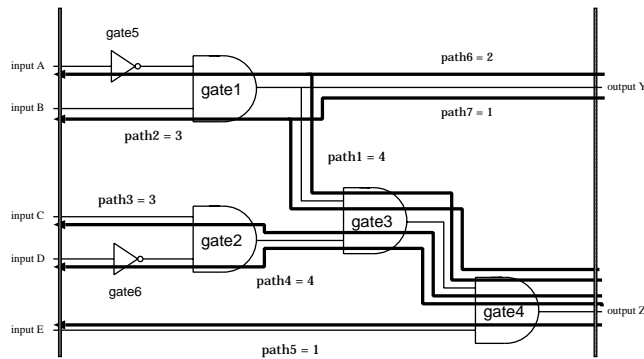 gate5
path6 = 2
input A
gate1
output Y
input B
path7 = 1
path2 = 3
path1 = 4
path3 = 3
input C
gate3
gate2
input D
path4 = 4
gate6
gate4
output Z
input E
path5 = 1